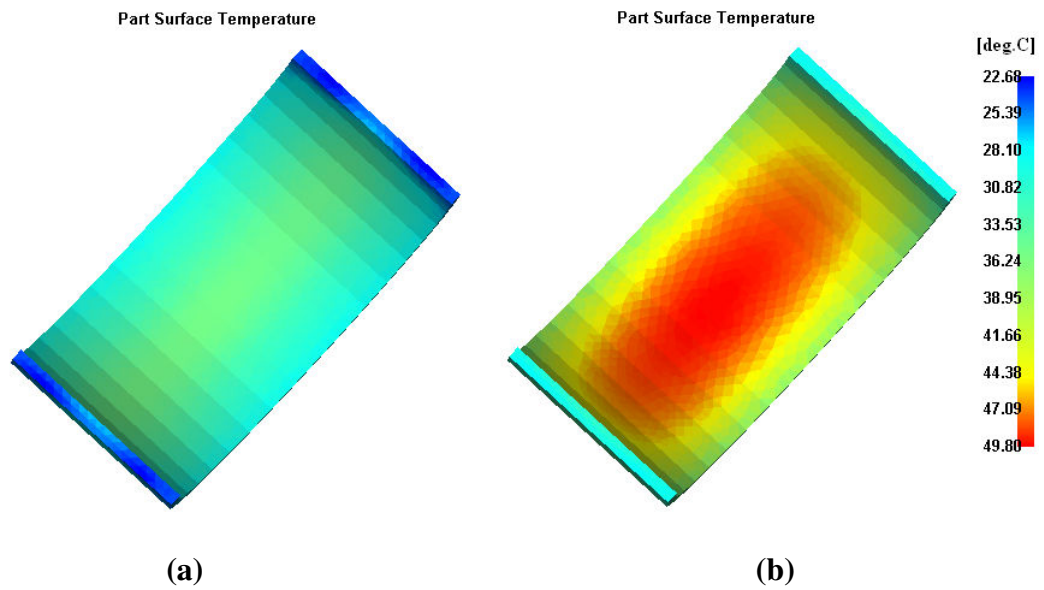 Part Surface Temperature
Part Surface Temperature
[deg.C]
22.68
25.39
28.10
30.82
33.53
36.24
38.95
41.66
44.38
47.09
49.80
(a)
(b)